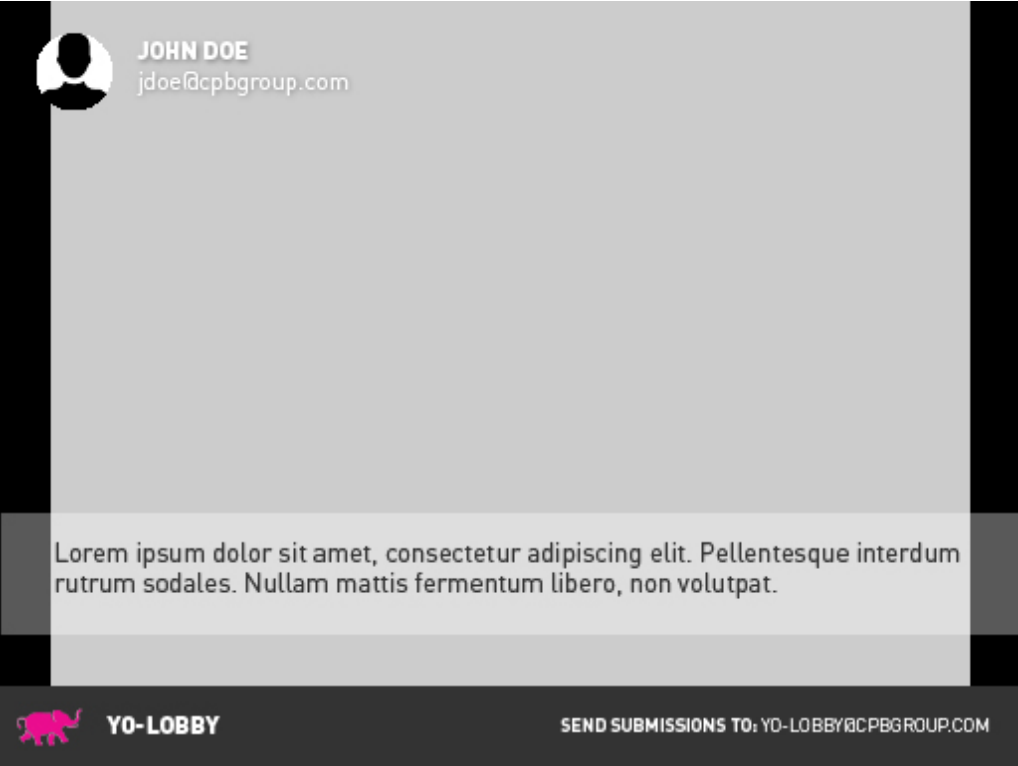 JOHN DOE
jdoe@cpbgroup.com
Lorem ipsum dolor sit amet, consectetur adipiscing elit. Pellentesque interdum
rutrum sodales. Nullam mattis fermentum libero, non volutpat.
YO-LOBBY
SEND SUBMISSIONS TO: YO-LOBBY@CPBGROUP.COM